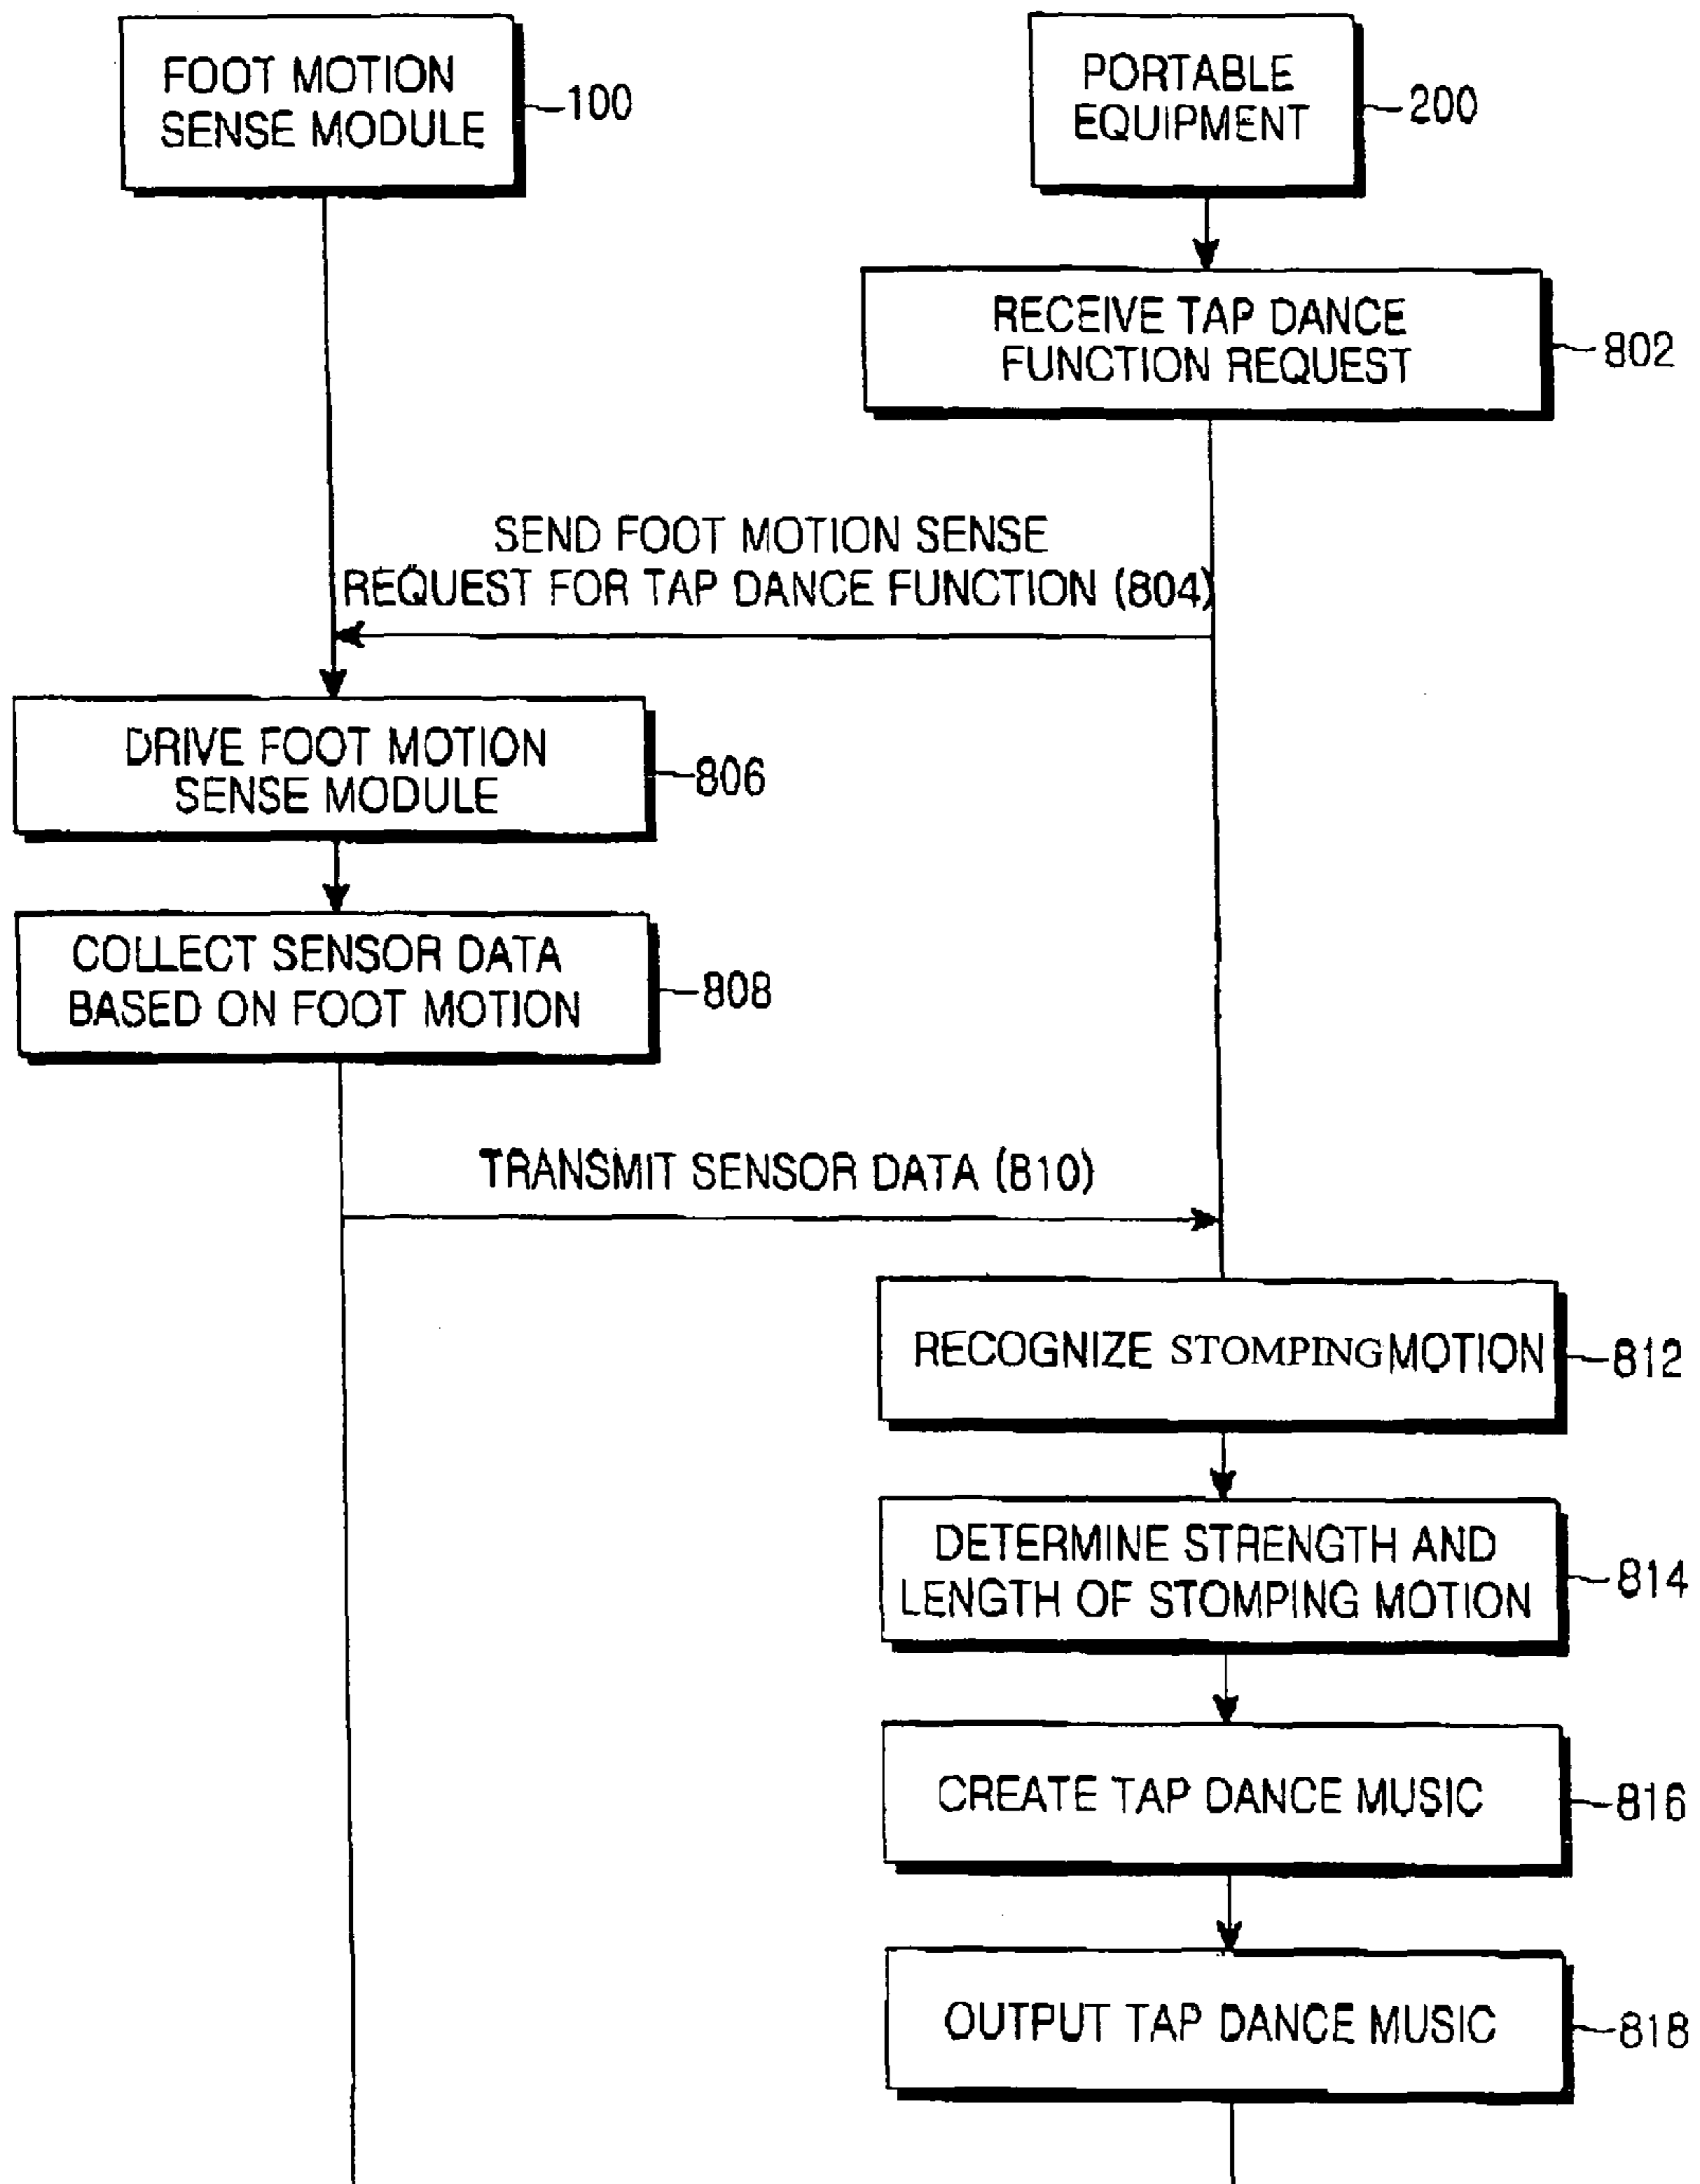 FOOT MOTION
SENSE MODULE
100
PORTABLE
EQUIPMENT
200
RECEIVE TAP DANCE
FUNCTION REQUEST
802
SEND FOOT MOTION SENSE
REQUEST FOR TAP DANCE FUNCTION (804)
DRIVE FOOT MOTION
SENSE MODULE
806
COLLECT SENSOR DATA
BASED ON FOOT MOTION
808
TRANSMIT SENSOR DATA (810)
RECOGNIZE STOMPING MOTION
812
DETERMINE STRENGTH AND
LENGTH OF STOMPING MOTION
814
CREATE TAP DANCE MUSIC
816
OUTPUT TAP DANCE MUSIC
818